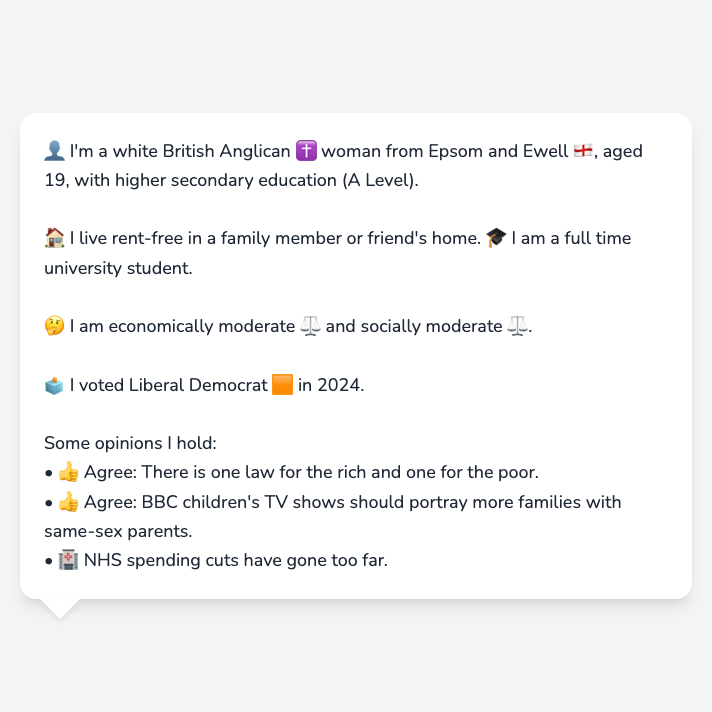 👤 I'm a white British Anglican ✝️ woman from Epsom and Ewell 🏴󠁧󠁢󠁥󠁮󠁧󠁿, aged
19, with higher secondary education (A Level).
🏠 I live rent-free in a family member or friend's home. 🎓 I am a full time
university student.
🤔 I am economically moderate ⚖️ and socially moderate ⚖️.
🗳️ I voted Liberal Democrat 🟧 in 2024.
Some opinions I hold:
• 👍 Agree: There is one law for the rich and one for the poor.
• 👍 Agree: BBC children's TV shows should portray more families with
same-sex parents.
• 🏥 NHS spending cuts have gone too far.